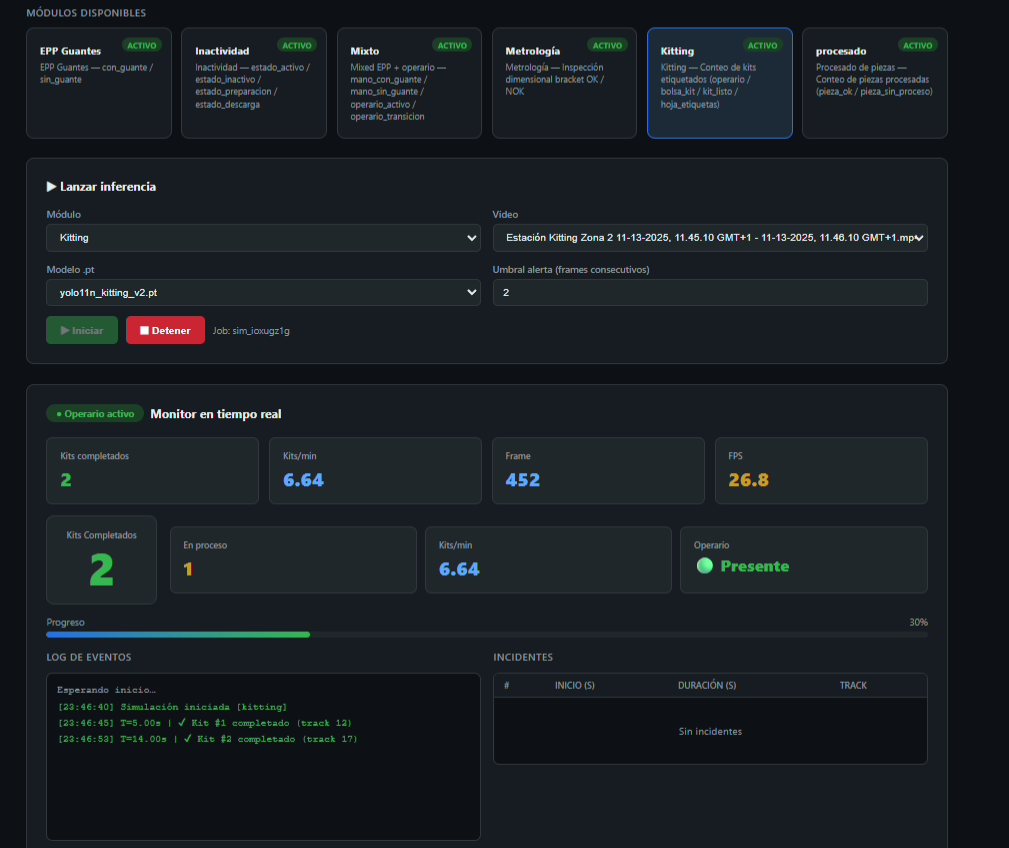 MÓDULOS DISPONIBLES
EPP Guantes ACTIVO
EPP Guantes — con_guante /
sin_guante
Inactividad ACTIVO
Inactividad — estado_activo /
estado_inactivo /
estado_preparacion /
estado_descarga
Mixto ACTIVO
Mixed EPP + operario —
mano_con_guante /
mano_sin_guante /
operario_activo /
operario_transicion
Metrología ACTIVO
Metrología — Inspección
dimensional bracket OK /
NOK
Kitting ACTIVO
Kitting — Conteo de kits
etiquetados (operario /
bolsa_kit / kit_listo /
hoja_etiquetas)
procesado ACTIVO
Procesado de piezas —
Conteo de piezas procesadas
(pieza_ok / pieza_sin_proceso)
▶ Lanzar inferencia
Módulo
Kitting
Video
Estación Kitting Zona 2 11-13-2025, 11.45.10 GMT+1 - 11-13-2025, 11.46.10 GMT+1.mp
Modelo .pt
yolo11n_kitting_v2.pt
Umbral alerta (frames consecutivos)
2
▶ Iniciar
■ Detener
Job: sim_ioxugz1g
• Operario activo
Monitor en tiempo real
Kits completados
2
Kits/min
6.64
Frame
452
FPS
26.8
Kits Completados
2
En proceso
1
Kits/min
6.64
Operario
Presente
Progreso 30%
LOG DE EVENTOS
Esperando inicio…
[23:46:40] Simulación iniciada [kitting]
[23:46:45] T=5.00s | ✓ Kit #1 completado (track 12)
[23:46:53] T=14.00s | ✓ Kit #2 completado (track 17)
INCIDENTES
# INICIO (S) DURACIÓN (S) TRACK
Sin incidentes